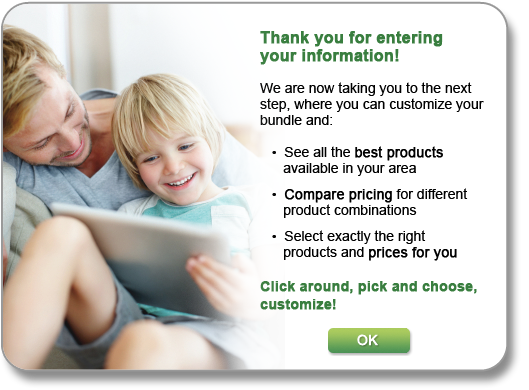 Thank you for entering
your information!
We are now taking you to the next
step, where you can customize your
bundle and:
· See all the best products
available in your area
· Compare pricing for different
product combinations
· Select exactly the right
products and prices for you
Click around, pick and choose,
customize!
OK